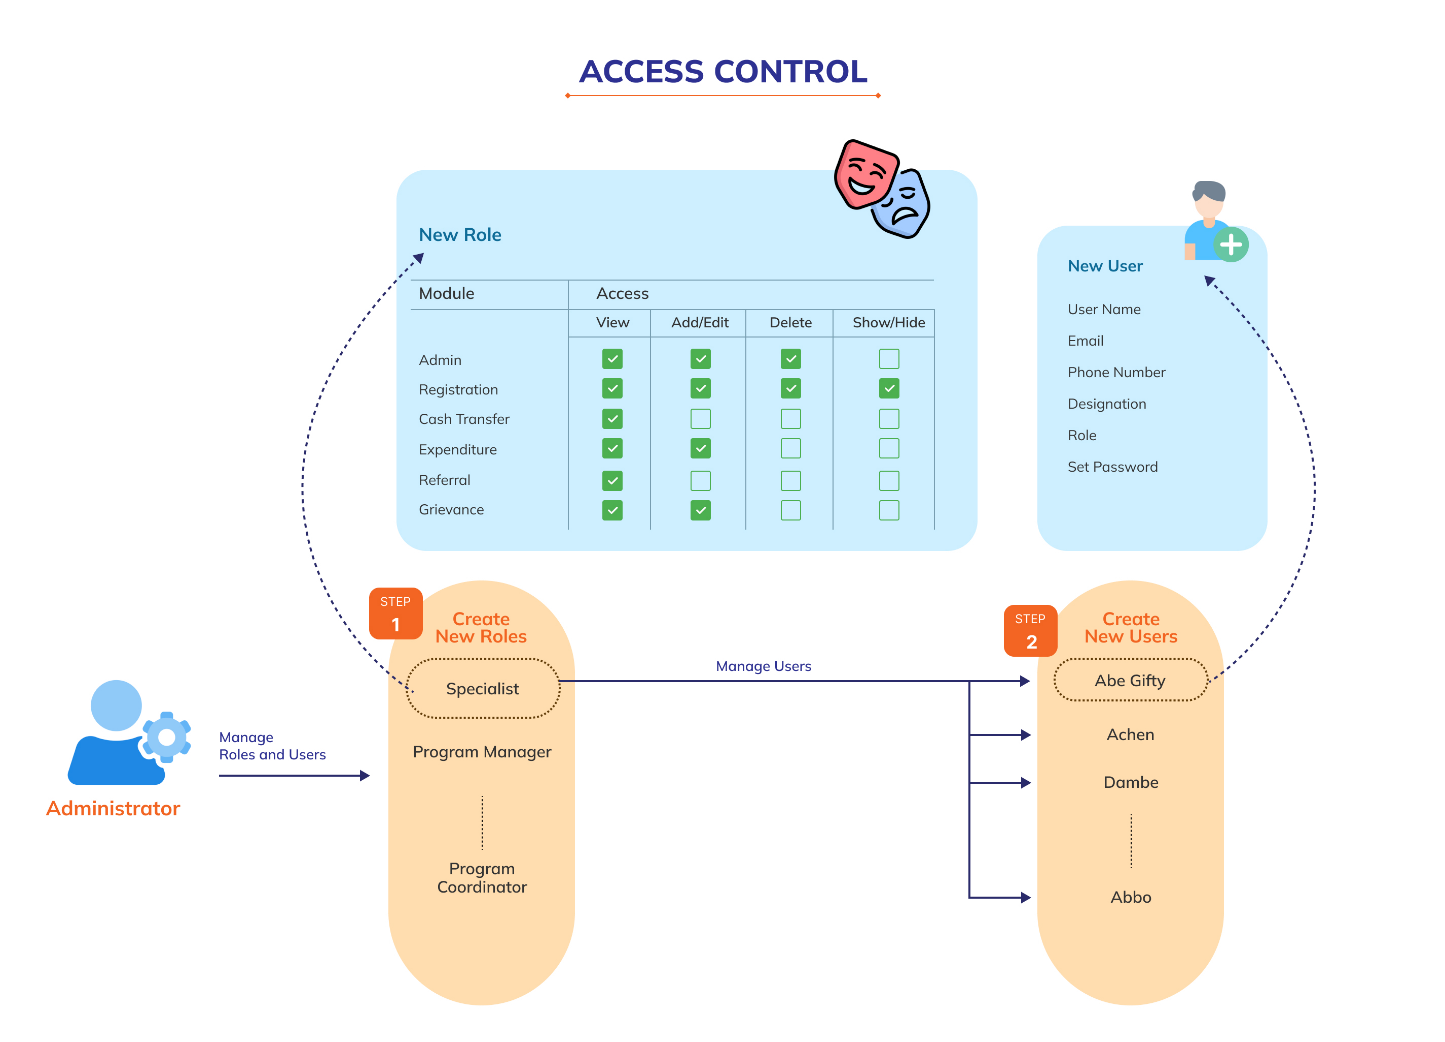 ACCESS CONTROL
New Role
Module Access
View Add/Edit Delete Show/Hide
Admin
Registration
Cash Transfer
Expenditure
Referral
Grievance
New User
User Name
Email
Phone Number
Designation
Role
Set Password
Administrator
Manage
Roles and Users
STEP
1
Create
New Roles
Specialist
Program Manager
Program
Coordinator
Manage Users
STEP
2
Create
New Users
Abe Gifty
Achen
Dambe
Abbo